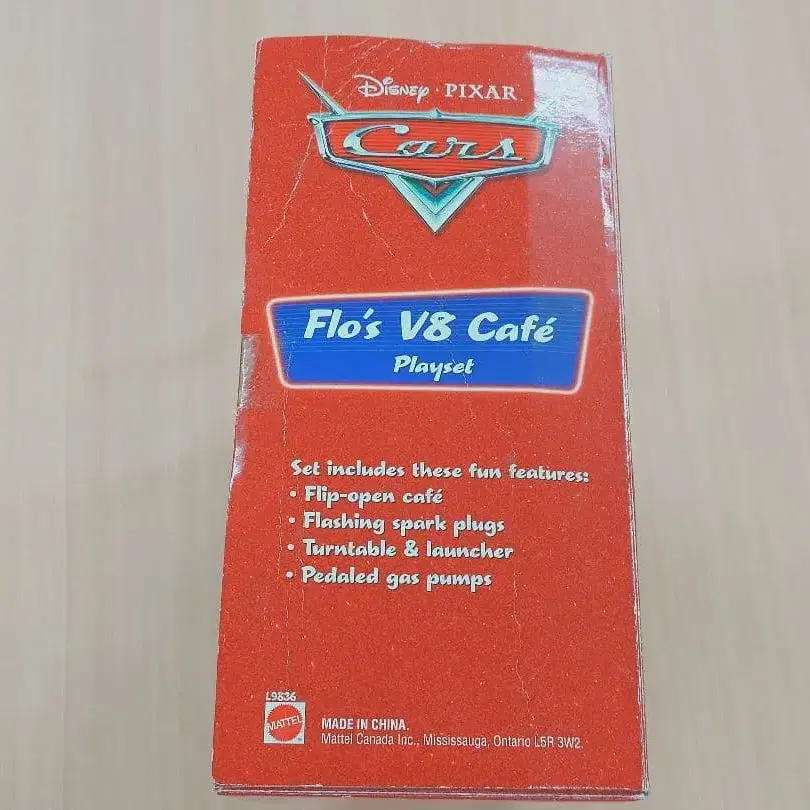 Disney · PIXAR
Cars
Flo's V8 Café
Playset
Set includes these fun features:
• Flip-open café
• Flashing spark plugs
• Turntable & launcher
• Pedaled gas pumps
L9836
MATTEL
MADE IN CHINA.
Mattel Canada Inc., Mississauga, Ontario L5R 3W2.